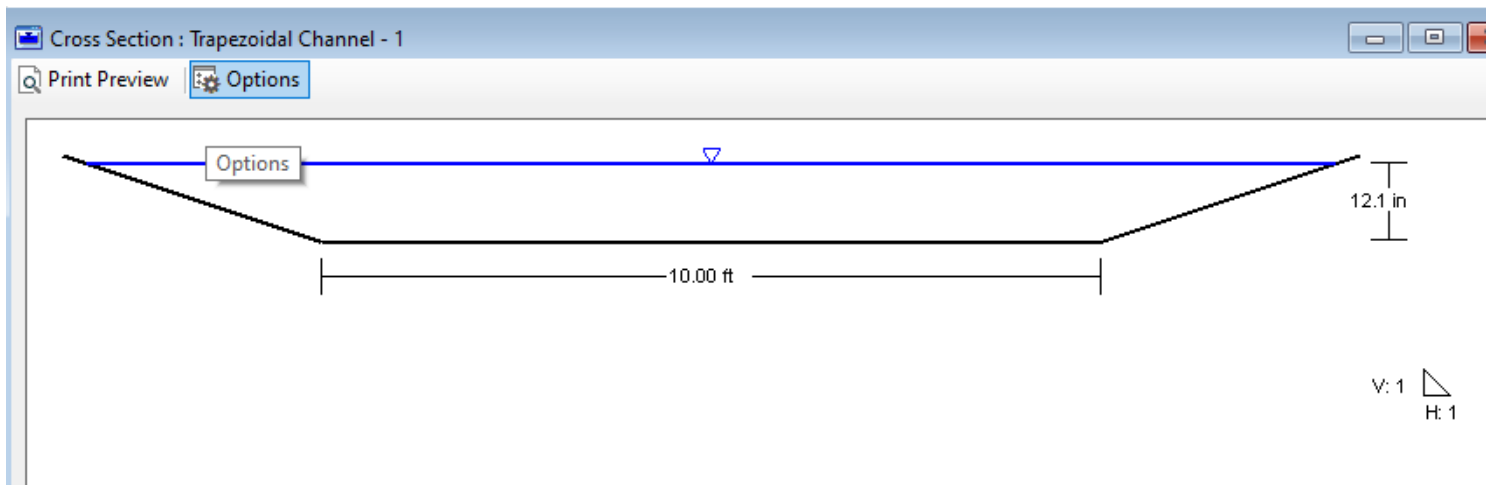 Cross Section : Trapezoidal Channel - 1
Print Preview Options
Options
12.1 in
10.00 ft
V: 1
H: 1